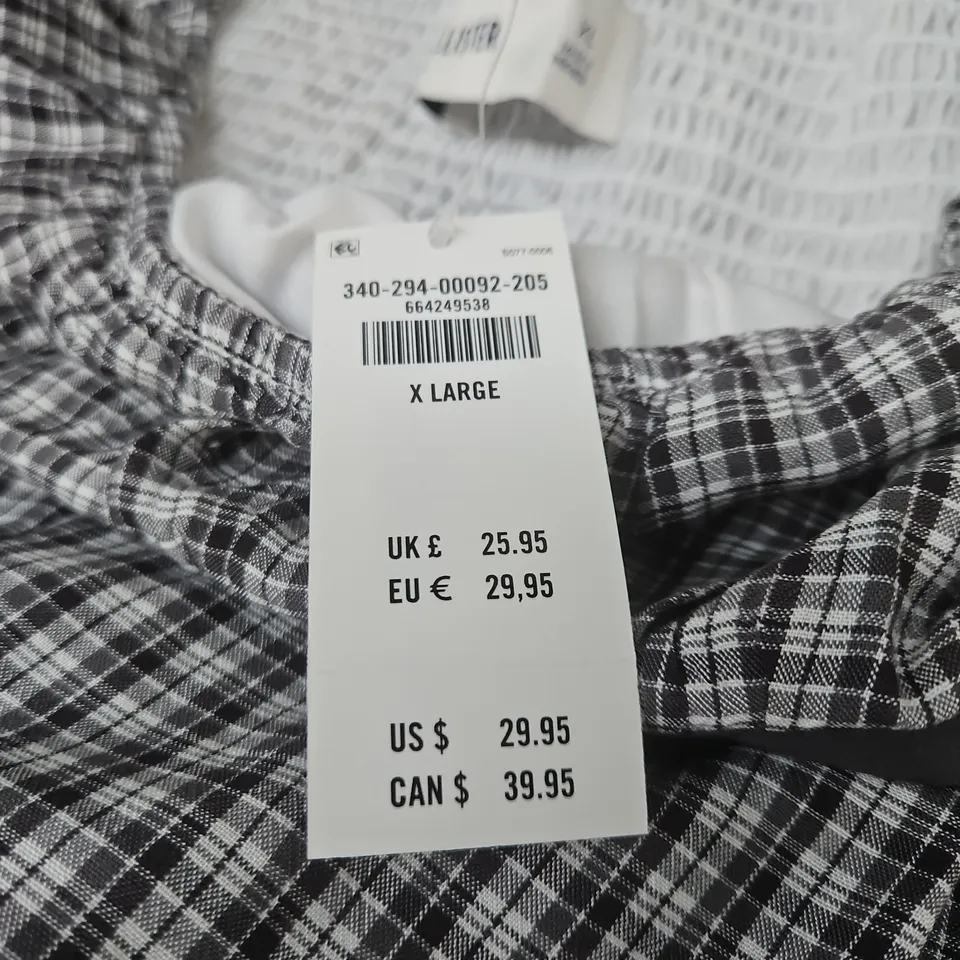 340-294-00092-205
664249538
X LARGE
UK £ 25.95
EU € 29,95
US $ 29.95
CAN $ 39.95